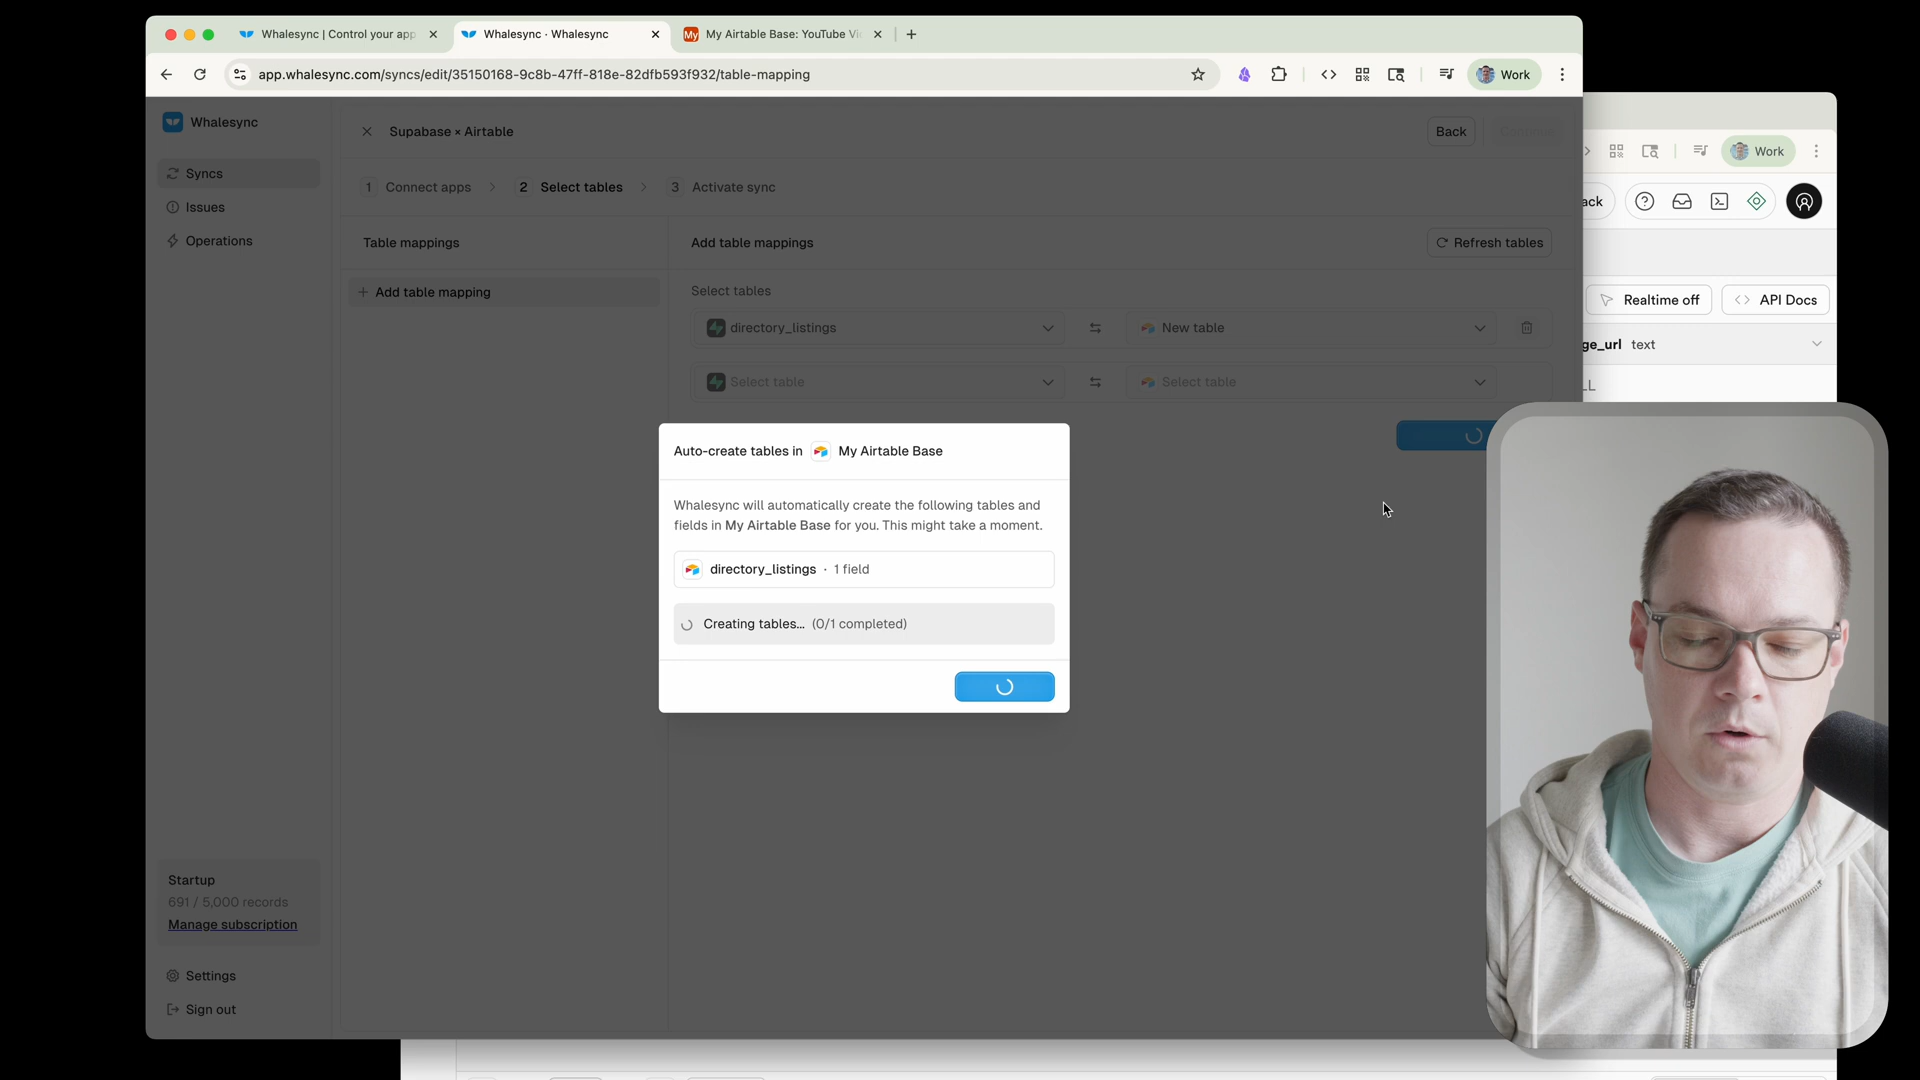 Whalesync | Control your app
Whalesync · Whalesync
My Airtable Base: YouTube Vi
app.whalesync.com/syncs/edit/35150168-9c8b-47ff-818e-82dfb593f932/table-mapping
Work
Whalesync
Supabase × Airtable
Back
Continue
Work
Syncs
Issues
Operations
1 Connect apps
2 Select tables
3 Activate sync
ack
Table mappings
Add table mappings
Refresh tables
Add table mapping
Select tables
Realtime off
API Docs
directory_listings
New table
ge_url text
Select table
Select table
LL
Auto-create tables in My Airtable Base
Whalesync will automatically create the following tables and
fields in My Airtable Base for you. This might take a moment.
directory_listings · 1 field
Creating tables... (0/1 completed)
Startup
691 / 5,000 records
Manage subscription
Settings
Sign out